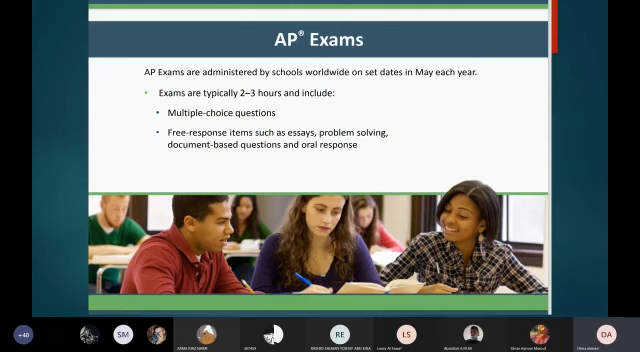 AP® Exams
AP Exams are administered by schools worldwide on set dates in May each year.
• Exams are typically 2–3 hours and include:
• Multiple-choice questions
• Free-response items such as essays, problem solving,
document-based questions and oral response
+40
SM
RE
LS
DA